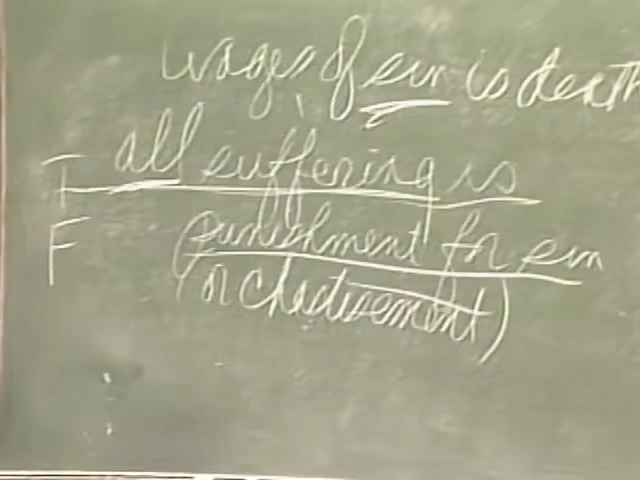 wages of sin is death
T all suffering is
F (punishment for sin
(or chastisement)